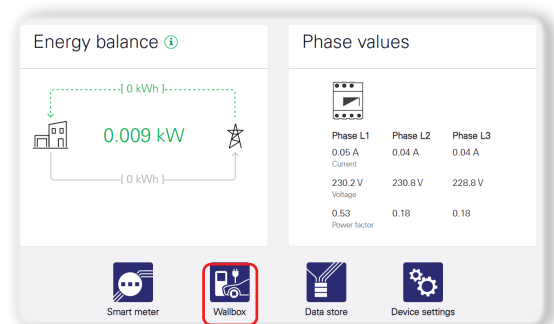 Energy balance i
Phase values
[ 0 kWh ]
0.009 kW
[ 0 kWh ]
Phase L1 Phase L2 Phase L3
0.05 A 0.04 A 0.04 A
Current
230.2 V 230.8 V 228.8 V
Voltage
0.53 0.18 0.18
Power factor
Smart meter Wallbox Data store Device settings